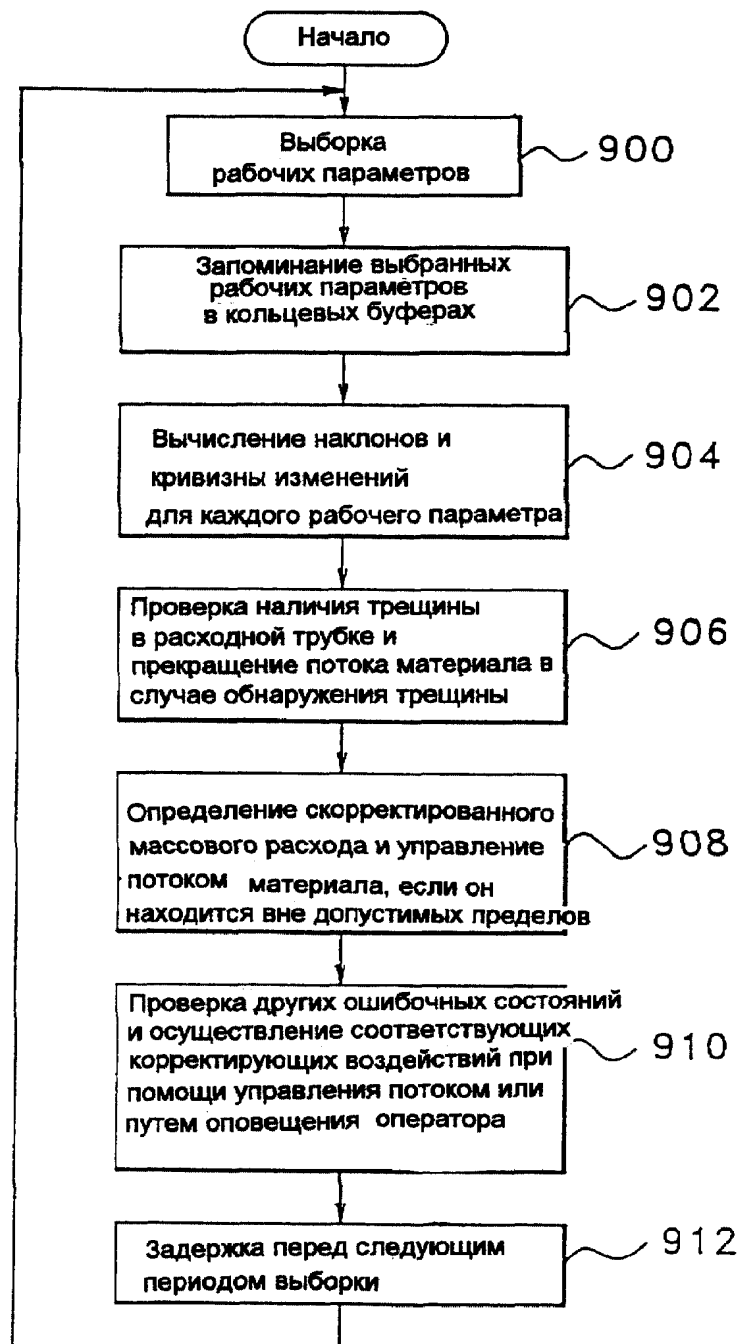 Начало
Выборка
рабочих параметров
900
Запоминание выбранных
рабочих параметров
в кольцевых буферах
902
Вычисление наклонов и
кривизны изменений
для каждого рабочего параметра
904
Проверка наличия трещины
в расходной трубке и
прекращение потока материала в
случае обнаружения трещины
906
Определение скорректированного
массового расхода и управление
потоком материала, если он
находится вне допустимых пределов
908
Проверка других ошибочных состояний
и осуществление соответствующих
корректирующих воздействий при
помощи управления потоком или
путем оповещения оператора
910
Задержка перед следующим
периодом выборки
912